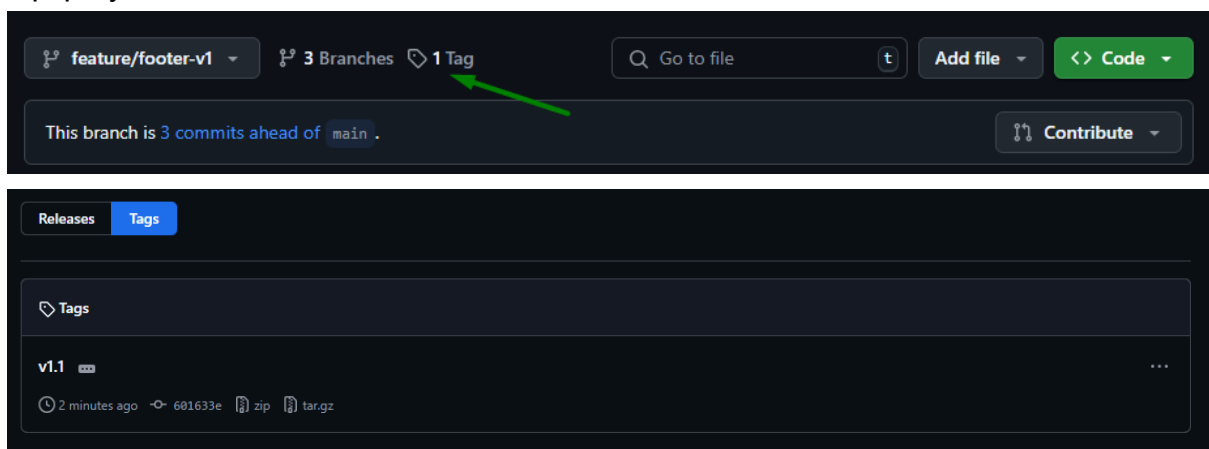 feature/footer-v1 3 Branches 1 Tag Go to file t Add file <> Code
This branch is 3 commits ahead of main .
Contribute
Releases Tags
Tags
v1.1
2 minutes ago 601633e zip tar.gz